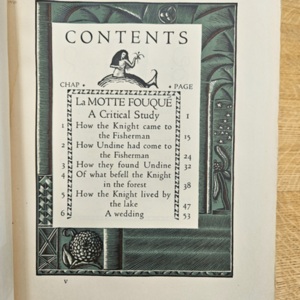 CONTENTS
CHAP • • PAGE
LA MOTTE FOUQUÉ
A Critical Study 1
1 How the Knight came to
the Fisherman 15
2 How Undine had come to
the Fisherman 24
3 How they found Undine 32
4 Of what befell the Knight
in the forest 38
5 How the Knight lived by
the lake 47
6 A wedding 53
v